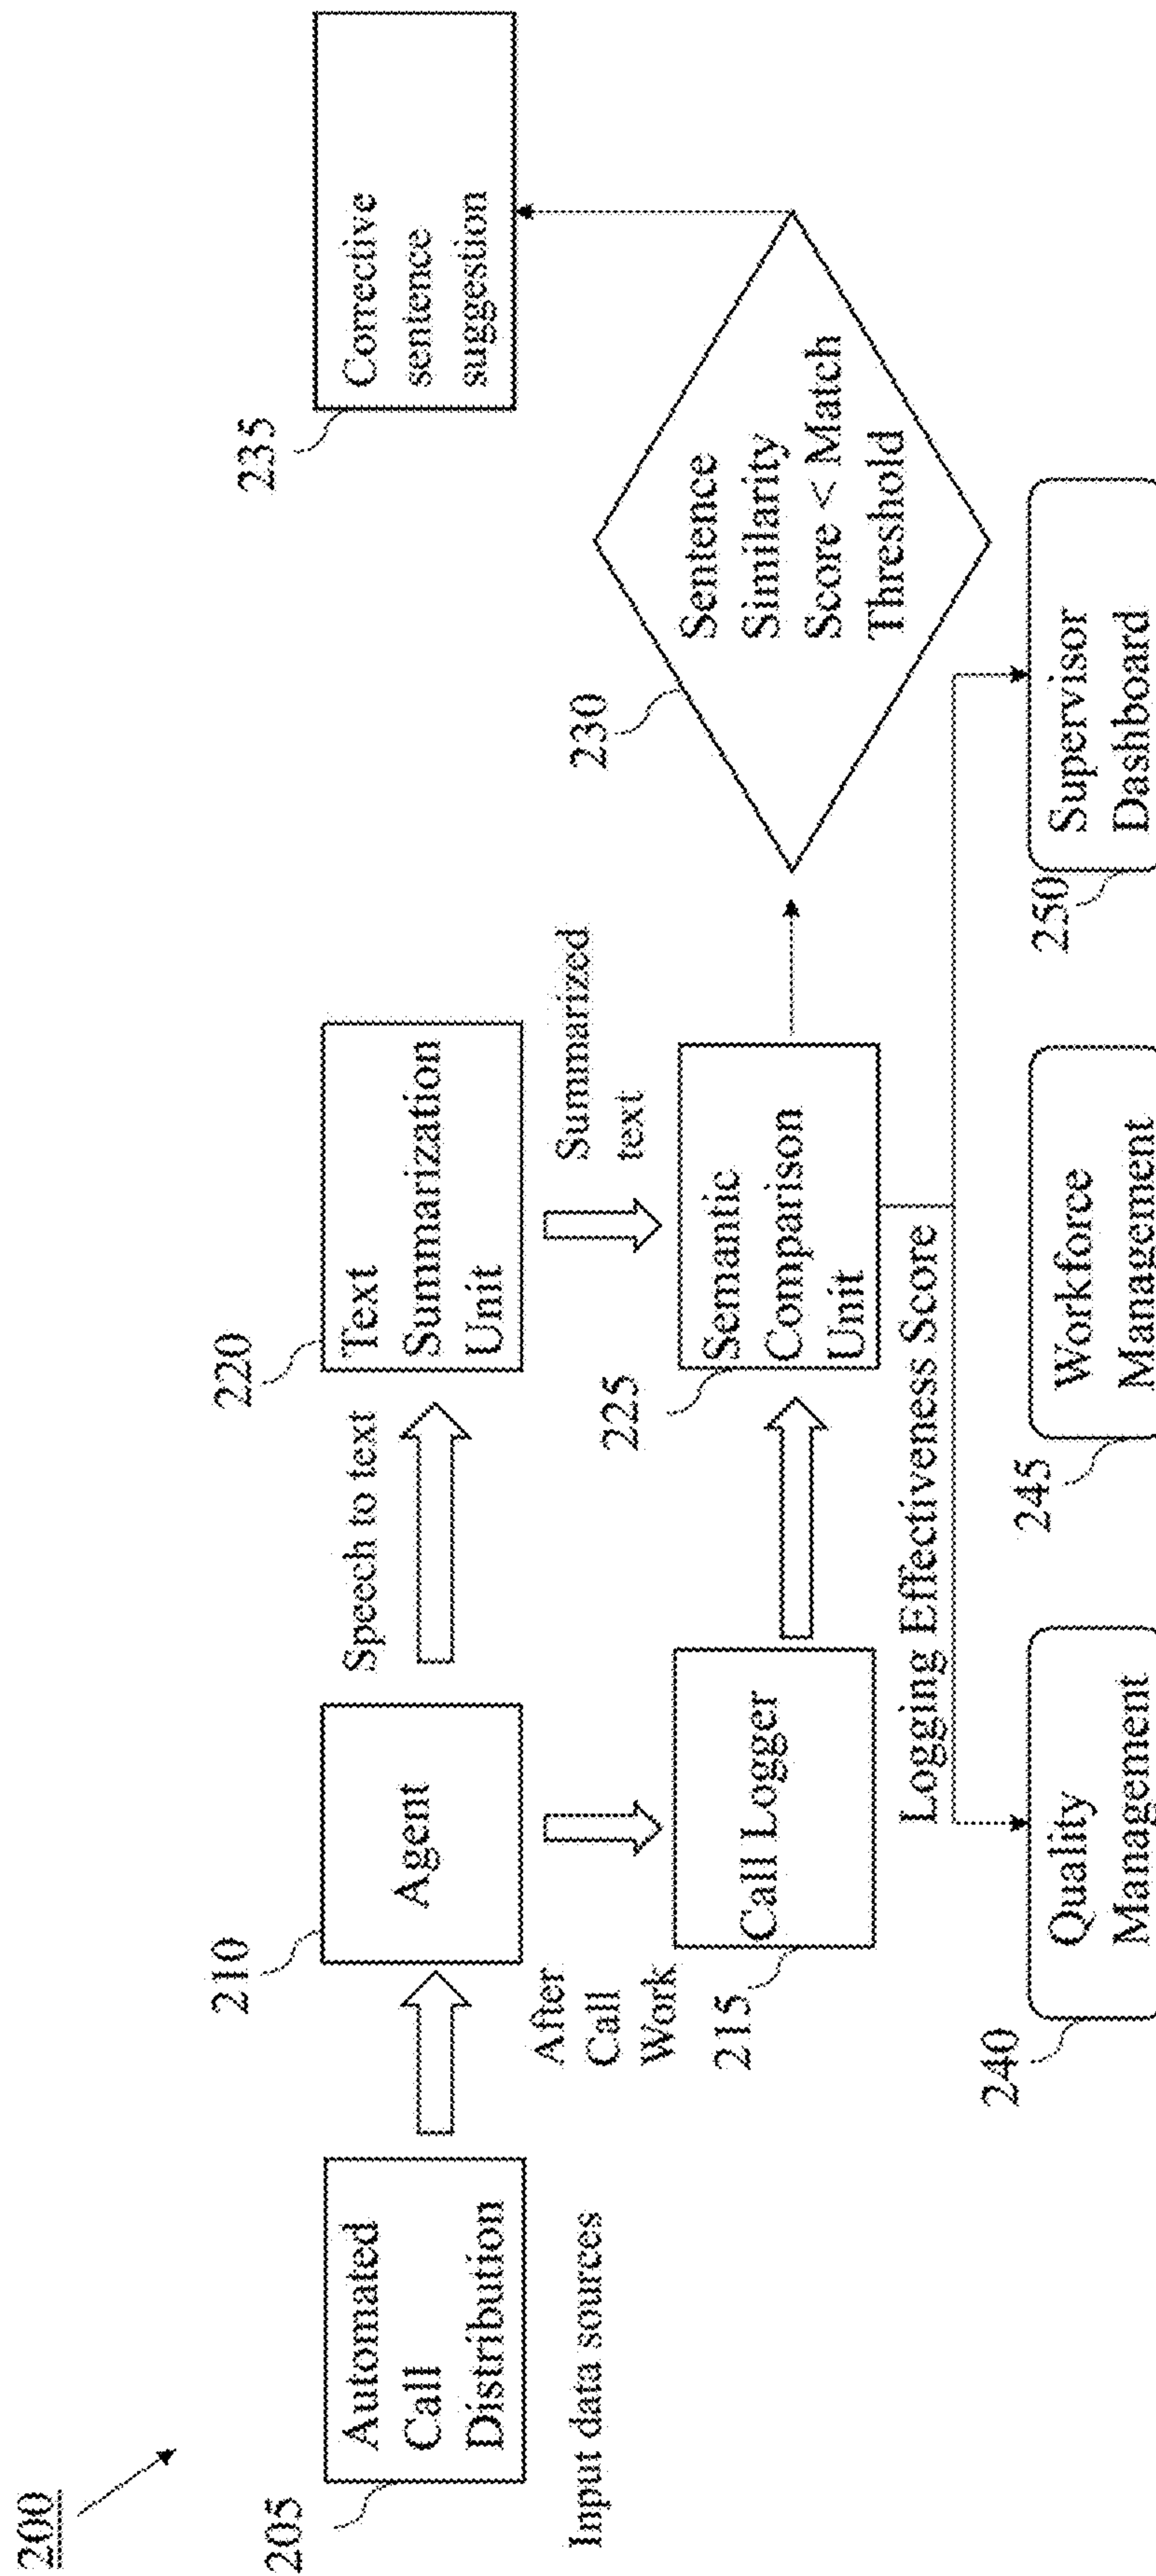 200
205
Automated
Call
Distribution
Input data sources
210
Agent
After
Call
Work
215
Call Logger
Speech to text
220
Text
Summarization
Unit
Summarized
text
225
Semantic
Comparison
Unit
Logging Effectiveness Score
230
Sentence
Similarity
Score < Match
Threshold
235
Corrective
sentence
suggestion
240
Quality
Management
245
Workforce
Management
250
Supervisor
Dashboard